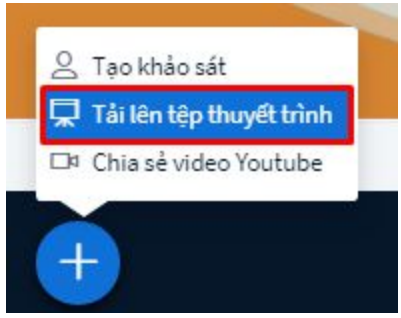 Tạo khảo sát
Tải lên tệp thuyết trình
Chia sẻ video Youtube